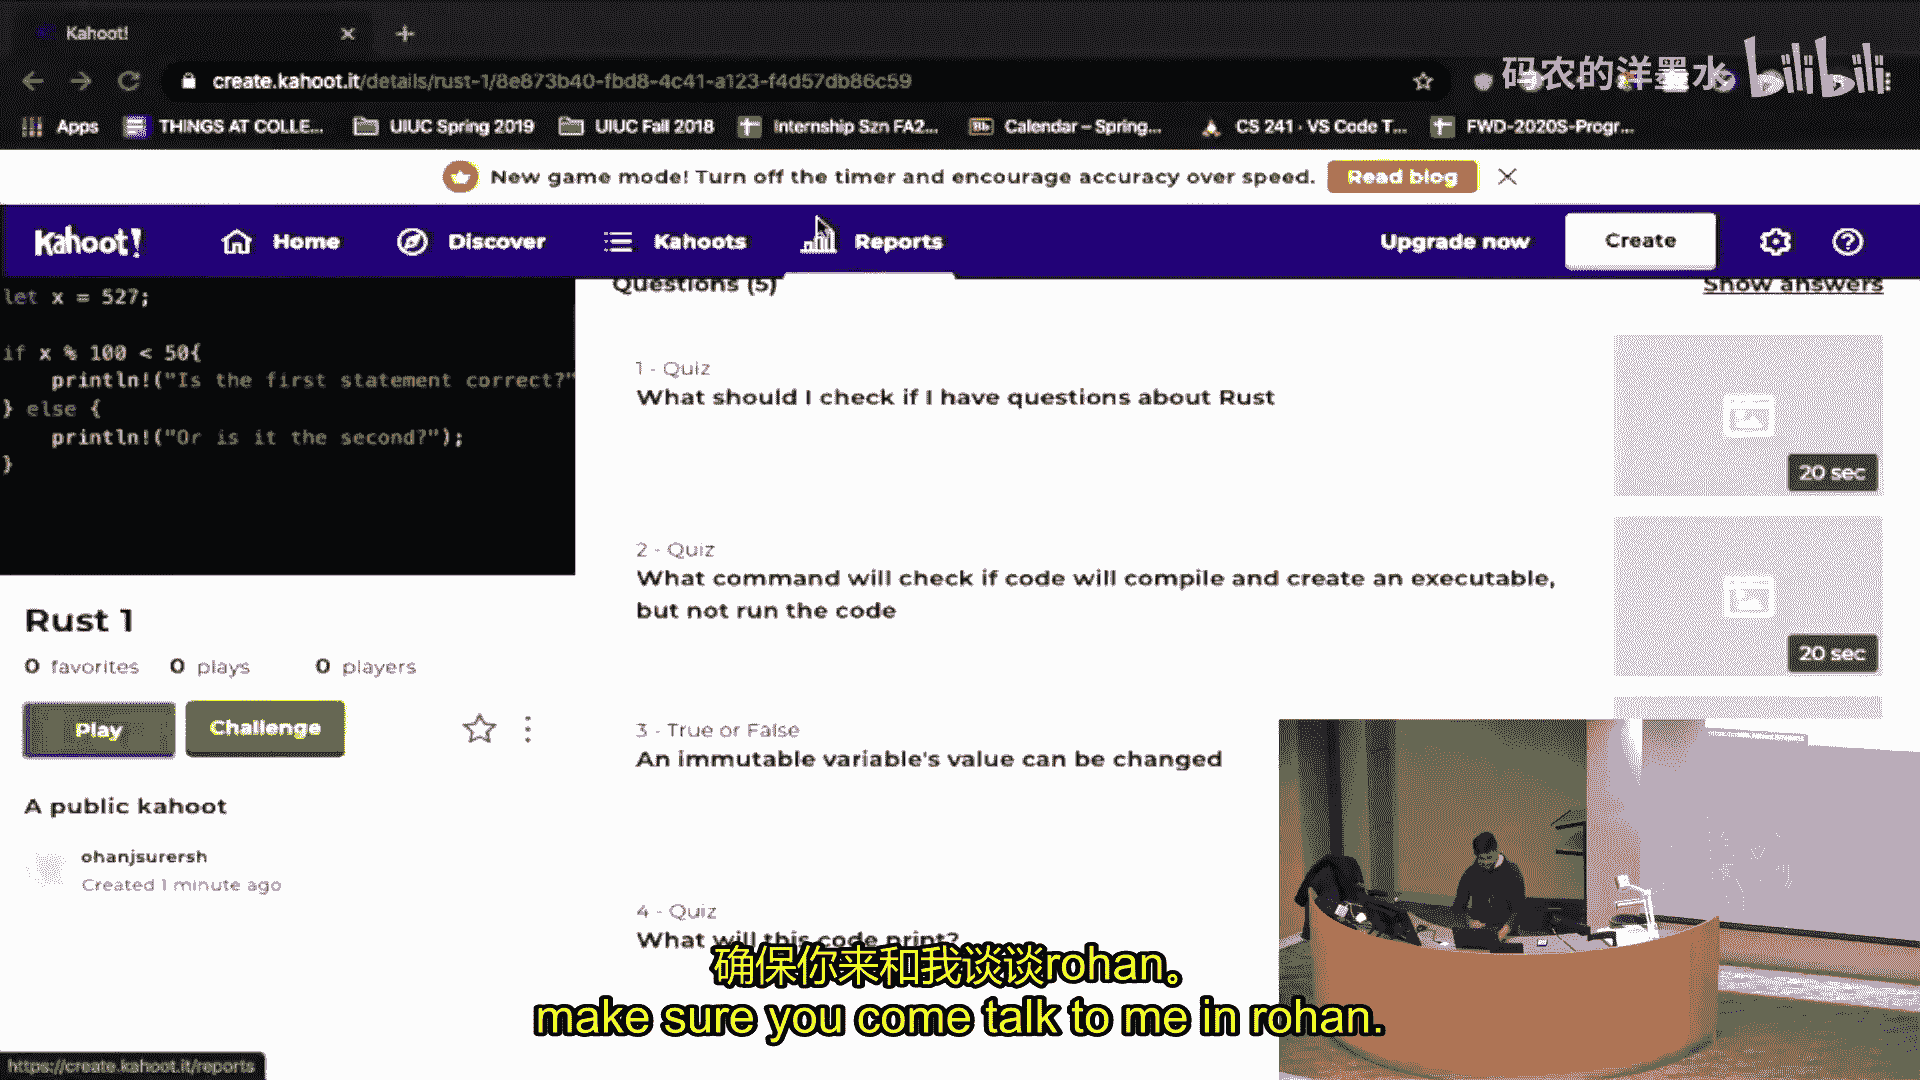 Kahoot!
码农的洋墨水 bilibili
create.kahoot.it/details/rust-1/8e873b40-fbd8-4c41-a123-f4d57db86c59
Apps
THINGS AT COLLE...
UIUC Spring 2019
UIUC Fall 2018
Internship Szn FA2...
Bb
Calendar – Spring...
CS 241 · VS Code T...
FWD-2020S-Progr...
New game mode! Turn off the timer and encourage accuracy over speed.
Read blog
Kahoot!
Home
Discover
Kahoots
Reports
Upgrade now
Create
let x = 527;
if x % 100 < 50{
println!("Is the first statement correct?"
} else {
println!("Or is it the second?");
}
Questions (5)
Show answers
1 - Quiz
What should I check if I have questions about Rust
20 sec
2 - Quiz
What command will check if code will compile and create an executable,
but not run the code
20 sec
Rust 1
0 favorites 0 plays 0 players
Play
Challenge
3 - True or False
An immutable variable's value can be changed
A public kahoot
ohanjsurersh
Created 1 minute ago
4 - Quiz
What will this code print?
确保你来和我谈谈rohan。
make sure you come talk to me in rohan.
https://create.kahoot.it/reports